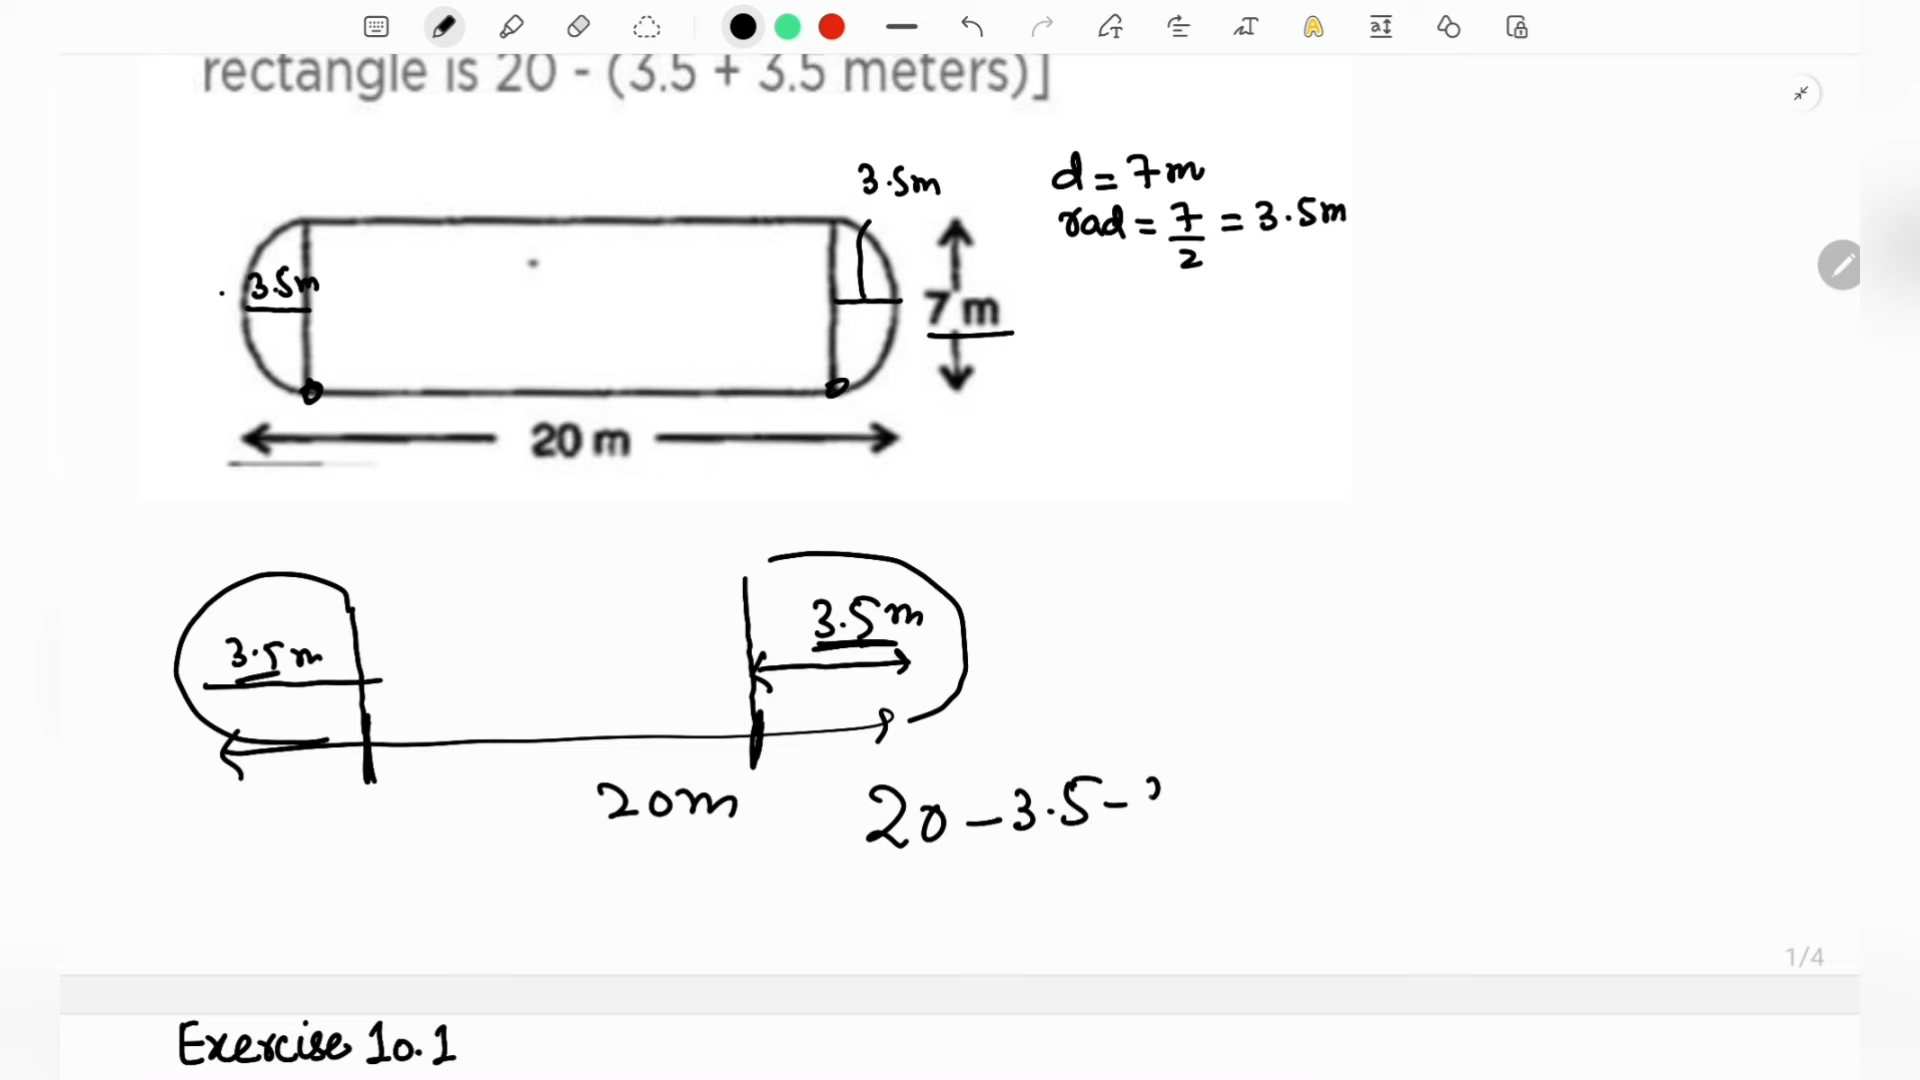 rectangle is 20 - (3.5 + 3.5 meters)]
3.5m
d = 7m
rad = 7/2 = 3.5m
3.5m
7 m
20 m
3.5m
3.5m
20m
20 - 3.5 -
1/4
Exercise 10.1